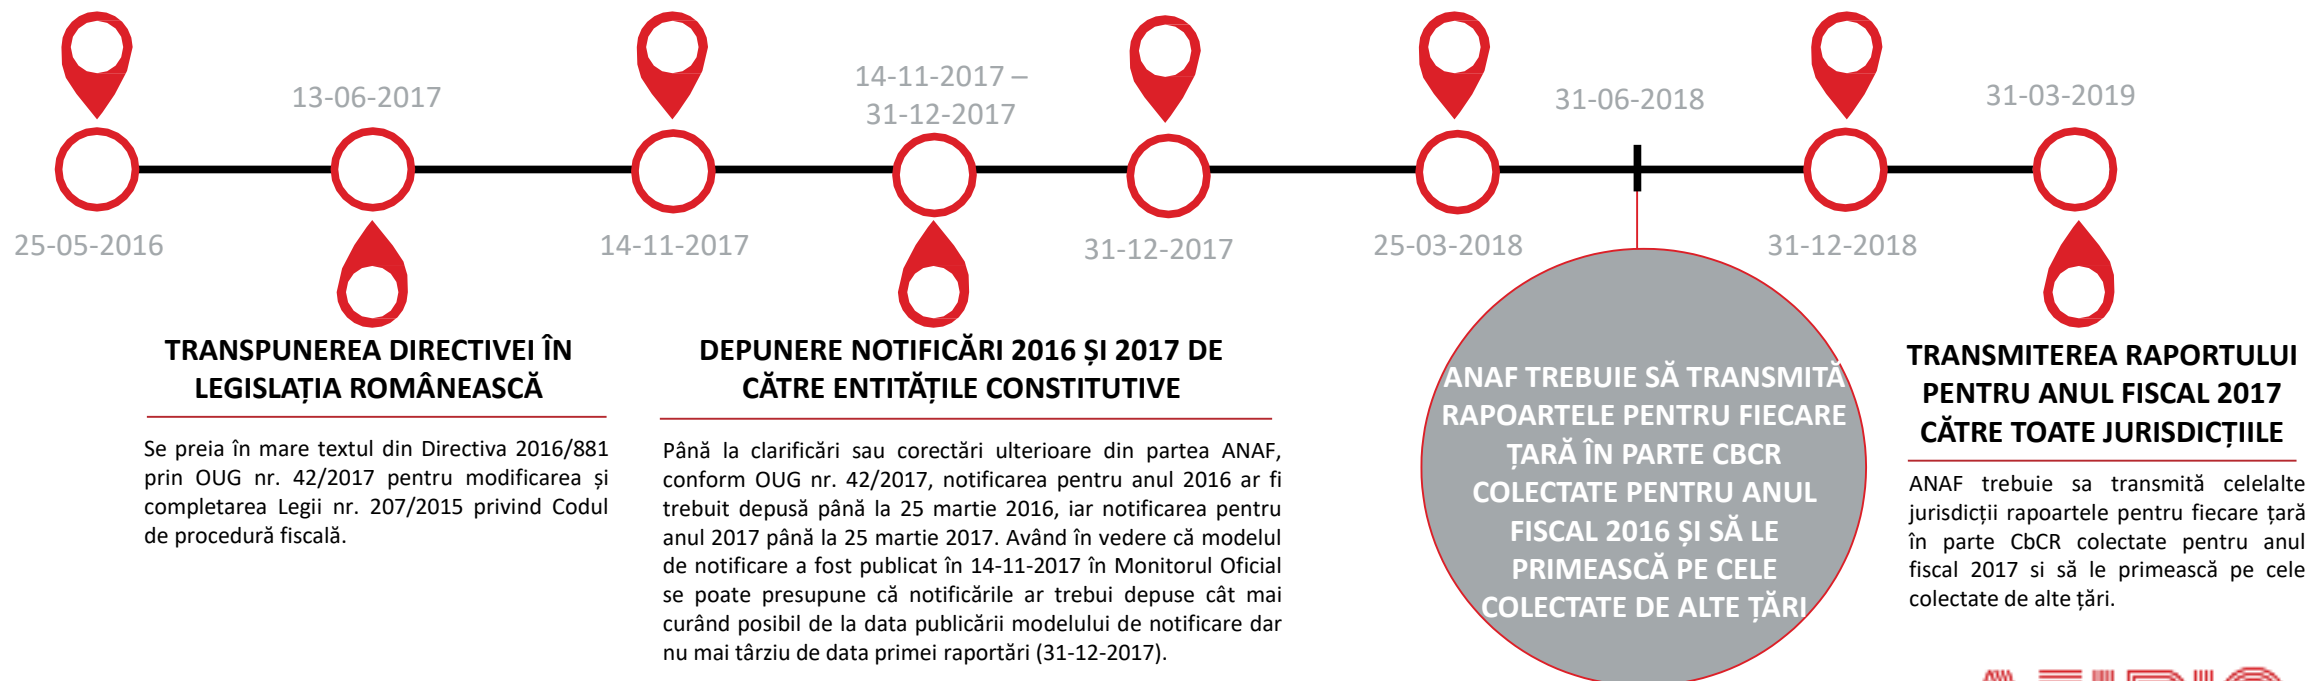 13-06-2017
14-11-2017 –
31-12-2017
31-06-2018
31-03-2019
25-05-2016
14-11-2017
31-12-2017
25-03-2018
31-12-2018
TRANSPUNEREA DIRECTIVEI ÎN
LEGISLAȚIA ROMÂNEASCĂ
Se preia în mare textul din Directiva 2016/881
prin OUG nr. 42/2017 pentru modificarea și
completarea Legii nr. 207/2015 privind Codul
de procedură fiscală.
DEPUNERE NOTIFICĂRI 2016 ȘI 2017 DE
CĂTRE ENTITĂȚILE CONSTITUTIVE
Până la clarificări sau corectări ulterioare din partea ANAF,
conform OUG nr. 42/2017, notificarea pentru anul 2016 ar fi
trebuit depusă până la 25 martie 2016, iar notificarea pentru
anul 2017 până la 25 martie 2017. Având în vedere că modelul
de notificare a fost publicat în 14-11-2017 în Monitorul Oficial
se poate presupune că notificările ar trebui depuse cât mai
curând posibil de la data publicării modelului de notificare dar
nu mai târziu de data primei raportări (31-12-2017).
ANAF TREBUIE SĂ TRANSMITĂ
RAPOARTELE PENTRU FIECARE
ȚARĂ ÎN PARTE CBCR
COLECTATE PENTRU ANUL
FISCAL 2016 ȘI SĂ LE
PRIMEASCĂ PE CELE
COLECTATE DE ALTE ȚĂRI
TRANSMITEREA RAPORTULUI
PENTRU ANUL FISCAL 2017
CĂTRE TOATE JURISDICȚIILE
ANAF trebuie sa transmită celelalte
jurisdicții rapoartele pentru fiecare țară
în parte CbCR colectate pentru anul
fiscal 2017 si să le primească pe cele
colectate de alte țări.